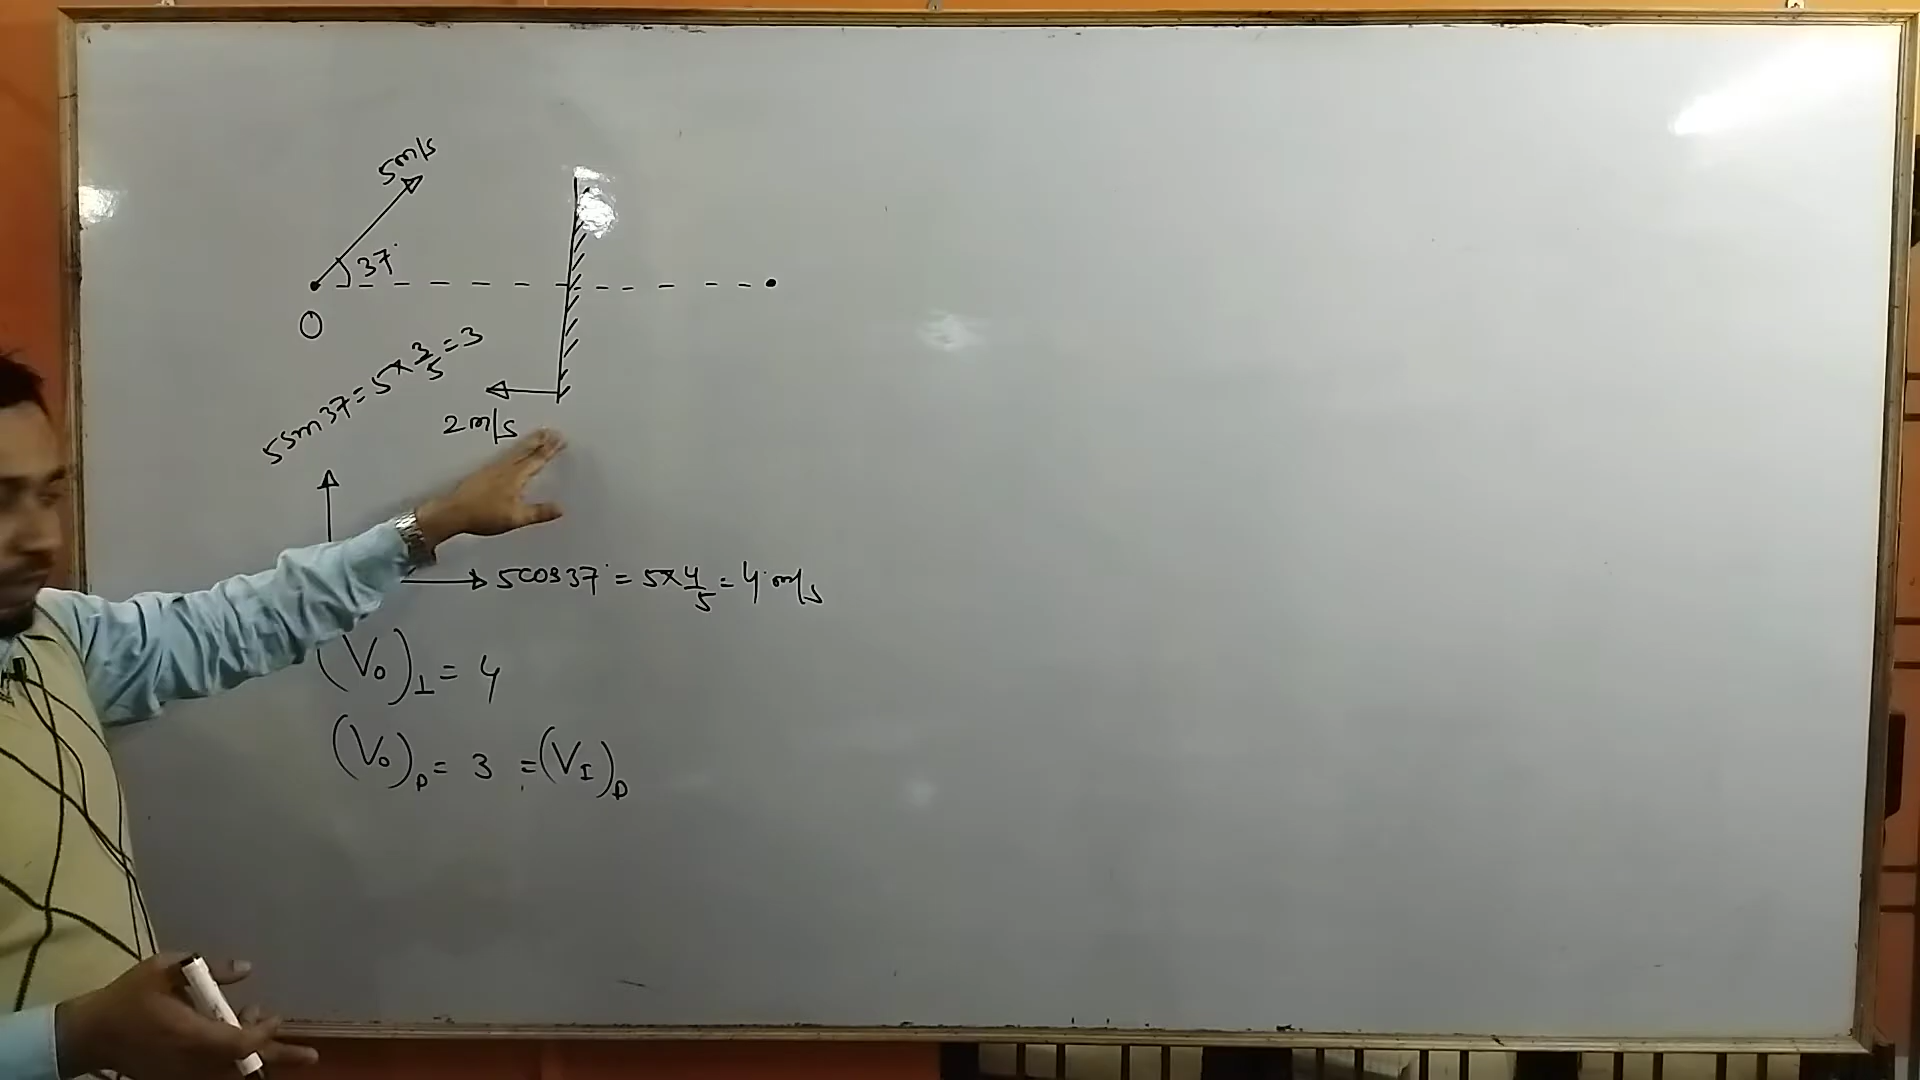 5m/s
37°
O
5sin37=5×3/5=3
2m/s
5cos37°=5×4/5=4 m/s
(V₀)⊥=4
(V₀)p=3=(V_I)p